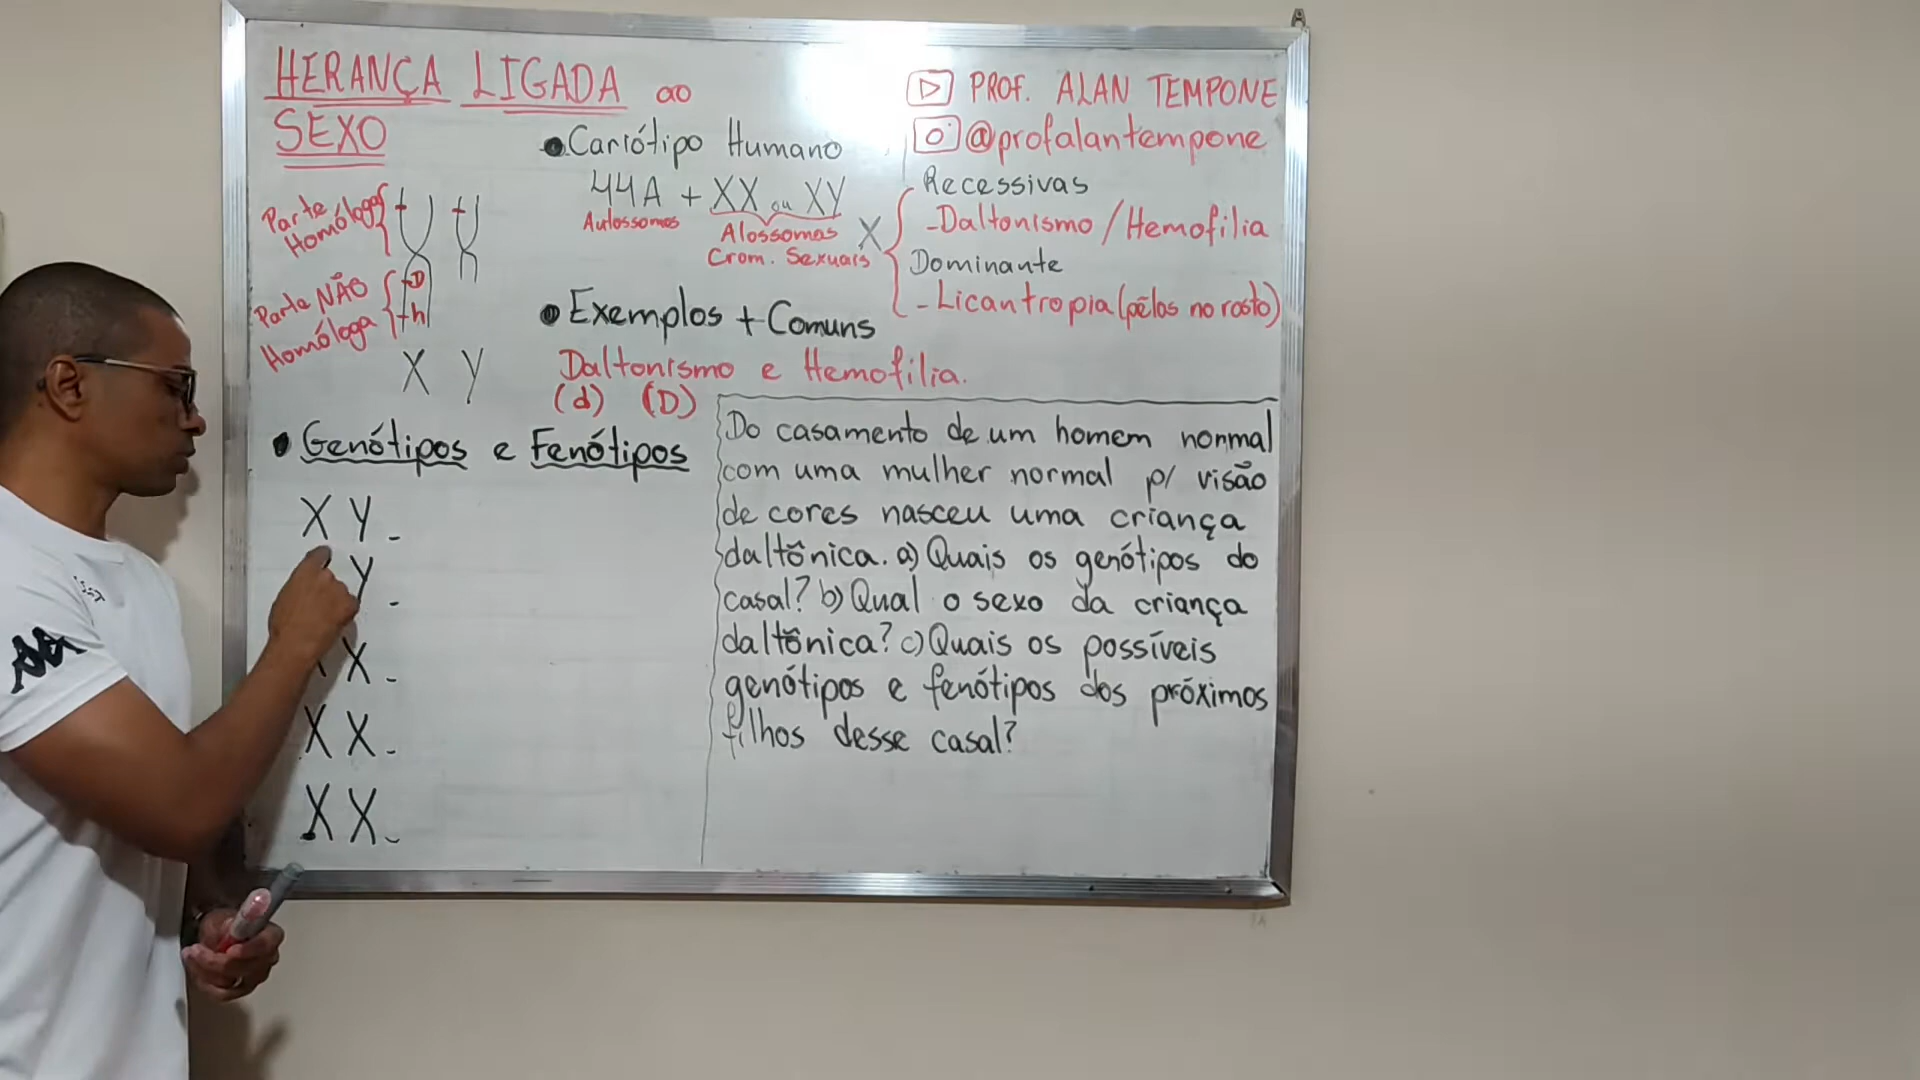 HERANÇA LIGADA ao
SEXO
PROF. ALAN TEMPONE
@profalantempone
Parte
Homóloga
Parte NÃO
Homóloga
D
h
X Y
Cariótipo Humano
44A + XX ou XY
Autossomos
Alossomas
Crom. Sexuais
X
Recessivas
-Daltonismo / Hemofilia
Dominante
-Licantropia (pêlos no rosto)
Exemplos + Comuns
Daltonismo e Hemofilia.
(d) (D)
Genótipos e Fenótipos
X Y -
Y -
X -
X X -
X X -
Do casamento de um homem normal
com uma mulher normal p/ visão
de cores nasceu uma criança
daltônica. a) Quais os genótipos do
casal? b) Qual o sexo da criança
daltônica? c) Quais os possíveis
genótipos e fenótipos dos próximos
filhos desse casal?